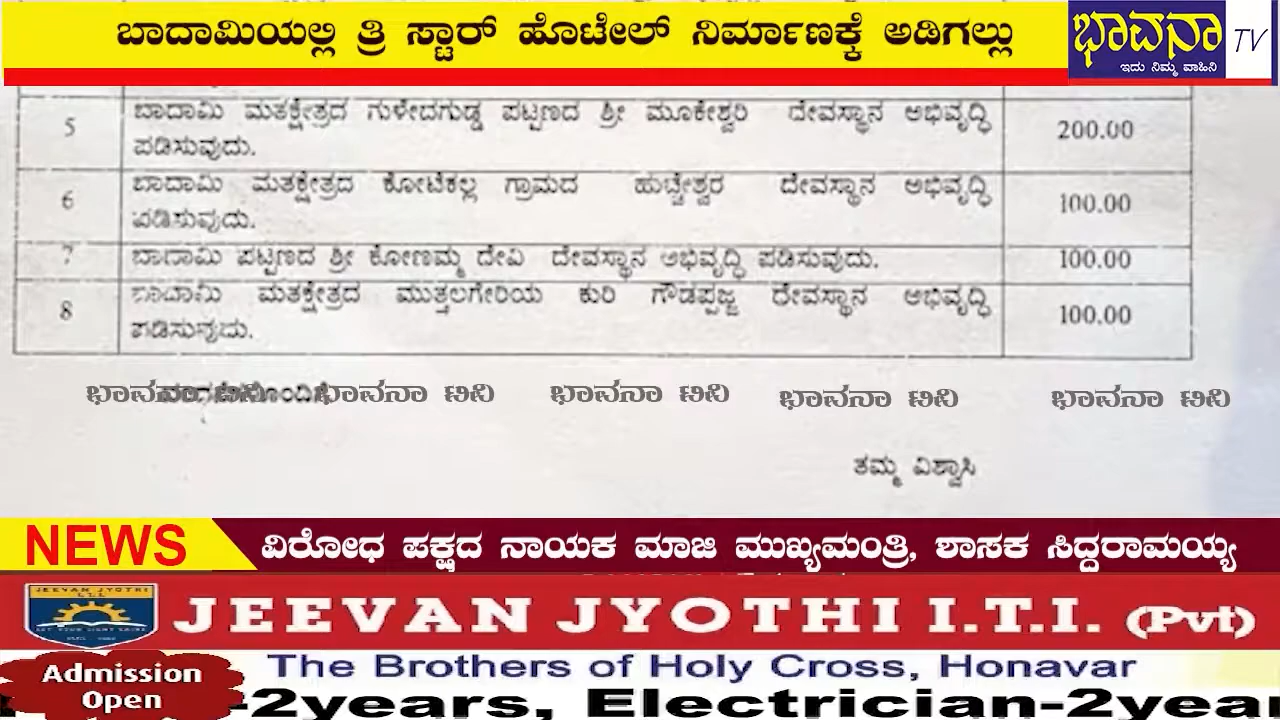 ಬಾದಾಮಿಯಲ್ಲಿ ತ್ರಿ ಸ್ಟಾರ್ ಹೊಟೇಲ್ ನಿರ್ಮಾಣಕ್ಕೆ ಅಡಿಗಲ್ಲು
ಭಾವನಾ TV
ಇದು ನಿಮ್ಮ ವಾಹಿನಿ
5 ಬಾದಾಮಿ ಮತಕ್ಷೇತ್ರದ ಗುಳೇದಗುಡ್ಡ ಪಟ್ಟಣದ ಶ್ರೀ ಮೂಕೇಶ್ವರಿ ದೇವಸ್ಥಾನ ಅಭಿವೃದ್ಧಿ 200.00
ಪಡಿಸುವುದು.
6 ಬಾದಾಮಿ ಮತಕ್ಷೇತ್ರದ ಕೋಟೆಕಲ್ಲ ಗ್ರಾಮದ ಹುಚ್ಚೇಶ್ವರ ದೇವಸ್ಥಾನ ಅಭಿವೃದ್ಧಿ 100.00
ಪಡಿಸುವುದು.
7 ಬಾದಾಮಿ ಪಟ್ಟಣದ ಶ್ರೀ ಕೋಣಮ್ಮ ದೇವಿ ದೇವಸ್ಥಾನ ಅಭಿವೃದ್ಧಿ ಪಡಿಸುವುದು. 100.00
8 ಬಾದಾಮಿ ಮತಕ್ಷೇತ್ರದ ಮುತ್ತಲಗೇರಿಯ ಕುರಿ ಗೌಡಪ್ಪಜ್ಜ ದೇವಸ್ಥಾನ ಅಭಿವೃದ್ಧಿ 100.00
ಪಡಿಸುವುದು.
ಭಾವನಾ ಟಿವಿ ಭಾವನಾ ಟಿವಿ ಭಾವನಾ ಟಿವಿ ಭಾವನಾ ಟಿವಿ ಭಾವನಾ ಟಿವಿ
ತಮ್ಮ ವಿಶ್ವಾಸಿ
NEWS ವಿರೋಧ ಪಕ್ಷದ ನಾಯಕ ಮಾಜಿ ಮುಖ್ಯಮಂತ್ರಿ, ಶಾಸಕ ಸಿದ್ದರಾಮಯ್ಯ
JEEVAN JYOTHI
I.T.I.
JEEVAN JYOTHI I.T.I. (Pvt)
The Brothers of Holy Cross, Honavar
Admission
Open
-2years, Electrician-2year